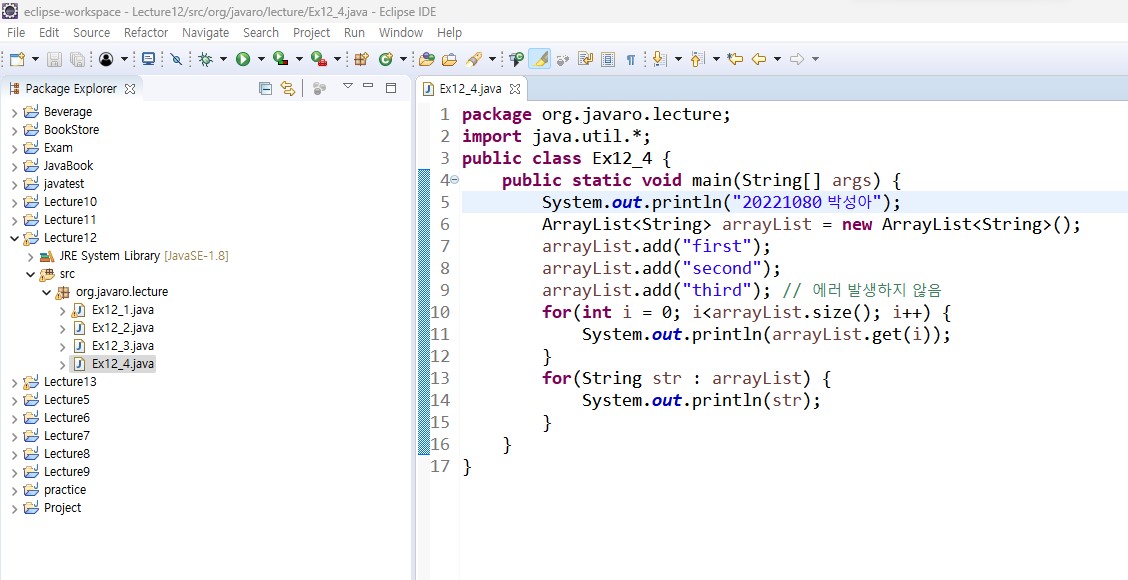 eclipse-workspace - Lecture12/src/org/javaro/lecture/Ex12_4.java - Eclipse IDE
File Edit Source Refactor Navigate Search Project Run Window Help
Package Explorer
Beverage
BookStore
Exam
JavaBook
javatest
Lecture10
Lecture11
Lecture12
JRE System Library [JavaSE-1.8]
src
org.javaro.lecture
Ex12_1.java
Ex12_2.java
Ex12_3.java
Ex12_4.java
Lecture13
Lecture5
Lecture6
Lecture7
Lecture8
Lecture9
practice
Project
Ex12_4.java
1 package org.javaro.lecture;
2 import java.util.*;
3 public class Ex12_4 {
4 public static void main(String[] args) {
5 System.out.println("20221080 박성아");
6 ArrayList<String> arrayList = new ArrayList<String>();
7 arrayList.add("first");
8 arrayList.add("second");
9 arrayList.add("third"); // 에러 발생하지 않음
10 for(int i = 0; i<arrayList.size(); i++) {
11 System.out.println(arrayList.get(i));
12 }
13 for(String str : arrayList) {
14 System.out.println(str);
15 }
16 }
17 }